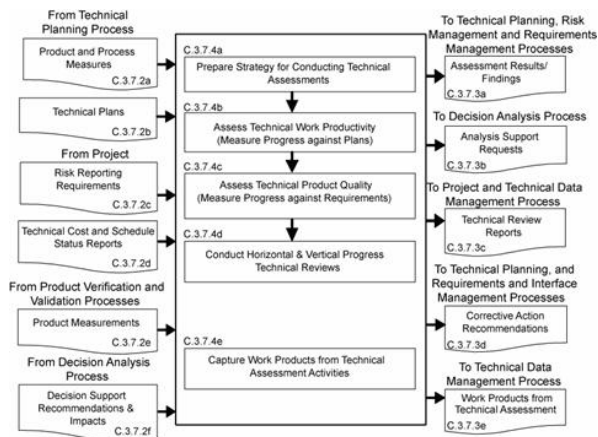 From Technical
Planning Process
Product and Process
Measures
C.3.7.2a
Technical Plans
C.3.7.2b
From Project
Risk Reporting
Requirements
C.3.7.2c
Technical Cost and Schedule
Status Reports
C.3.7.2d
From Product Verification and
Validation Processes
Product Measurements
C.3.7.2e
From Decision Analysis
Process
Decision Support
Recommendations &
Impacts
C.3.7.2f
C.3.7.4a
Prepare Strategy for Conducting Technical
Assessments
C.3.7.4b
Assess Technical Work Productivity
(Measure Progress against Plans)
C.3.7.4c
Assess Technical Product Quality
(Measure Progress against Requirements)
C.3.7.4d
Conduct Horizontal & Vertical Progress
Technical Reviews
C.3.7.4e
Capture Work Products from Technical
Assessment Activities
To Technical Planning, Risk
Management and Requirements
Management Processes
Assessment Results/
Findings
C.3.7.3a
To Decision Analysis Process
Analysis Support
Requests
C.3.7.3b
To Project and Technical Data
Management Process
Technical Review
Reports
C.3.7.3c
To Technical Planning, and
Requirements and Interface
Management Processes
Corrective Action
Recommendations
C.3.7.3d
To Technical Data
Management Process
Work Products from
Technical Assessment
C.3.7.3e